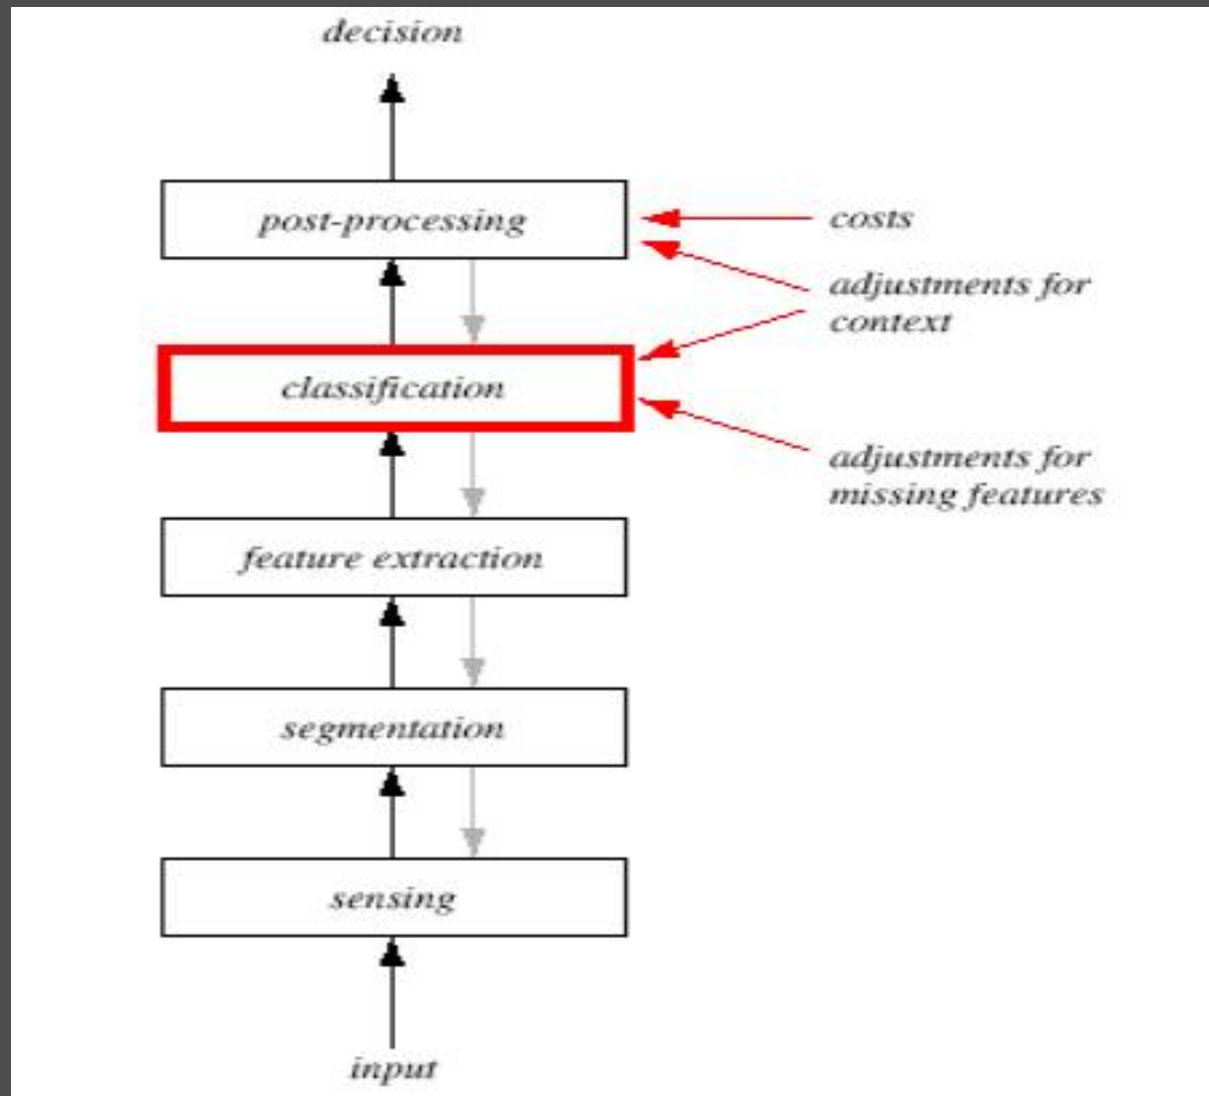 decision
post-processing
costs
adjustments for
context
classification
adjustments for
missing features
feature extraction
segmentation
sensing
input